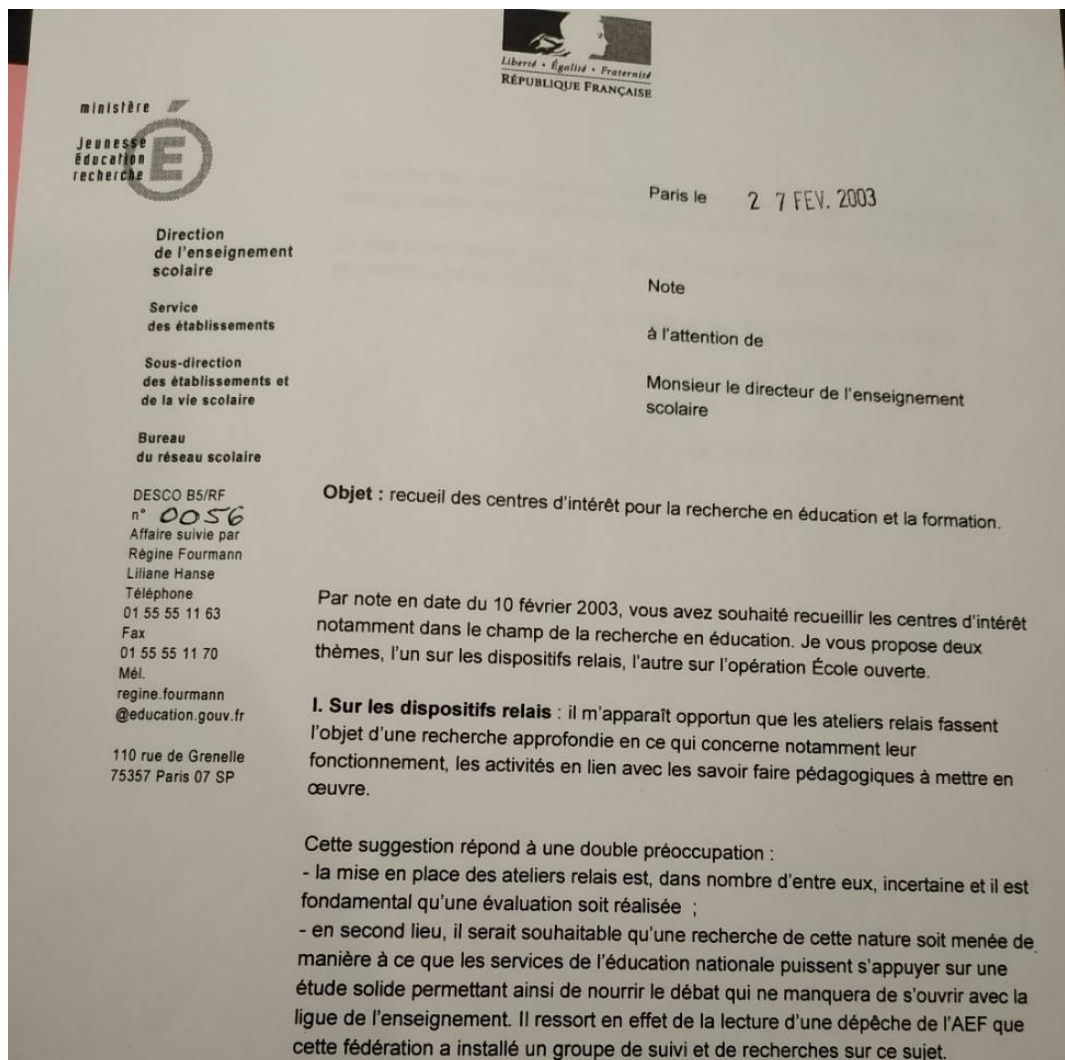 Liberté • Égalité • Fraternité
RÉPUBLIQUE FRANÇAISE
ministère
Jeunesse
éducation
recherche
É
Paris le 2 7 FEV. 2003
Direction
de l'enseignement
scolaire
Service
des établissements
Sous-direction
des établissements et
de la vie scolaire
Bureau
du réseau scolaire
DESCO B5/RF
n° 0056
Affaire suivie par
Régine Fourmann
Liliane Hanse
Téléphone
01 55 55 11 63
Fax
01 55 55 11 70
Mél.
regine.fourmann
@education.gouv.fr
110 rue de Grenelle
75357 Paris 07 SP
Note
à l'attention de
Monsieur le directeur de l'enseignement
scolaire
Objet : recueil des centres d'intérêt pour la recherche en éducation et la formation.
Par note en date du 10 février 2003, vous avez souhaité recueillir les centres d'intérêt
notamment dans le champ de la recherche en éducation. Je vous propose deux
thèmes, l'un sur les dispositifs relais, l'autre sur l'opération École ouverte.
I. Sur les dispositifs relais : il m'apparaît opportun que les ateliers relais fassent
l'objet d'une recherche approfondie en ce qui concerne notamment leur
fonctionnement, les activités en lien avec les savoir faire pédagogiques à mettre en
œuvre.
Cette suggestion répond à une double préoccupation :
- la mise en place des ateliers relais est, dans nombre d'entre eux, incertaine et il est
fondamental qu'une évaluation soit réalisée ;
- en second lieu, il serait souhaitable qu'une recherche de cette nature soit menée de
manière à ce que les services de l'éducation nationale puissent s'appuyer sur une
étude solide permettant ainsi de nourrir le débat qui ne manquera de s'ouvrir avec la
ligue de l'enseignement. Il ressort en effet de la lecture d'une dépêche de l'AEF que
cette fédération a installé un groupe de suivi et de recherches sur ce sujet.